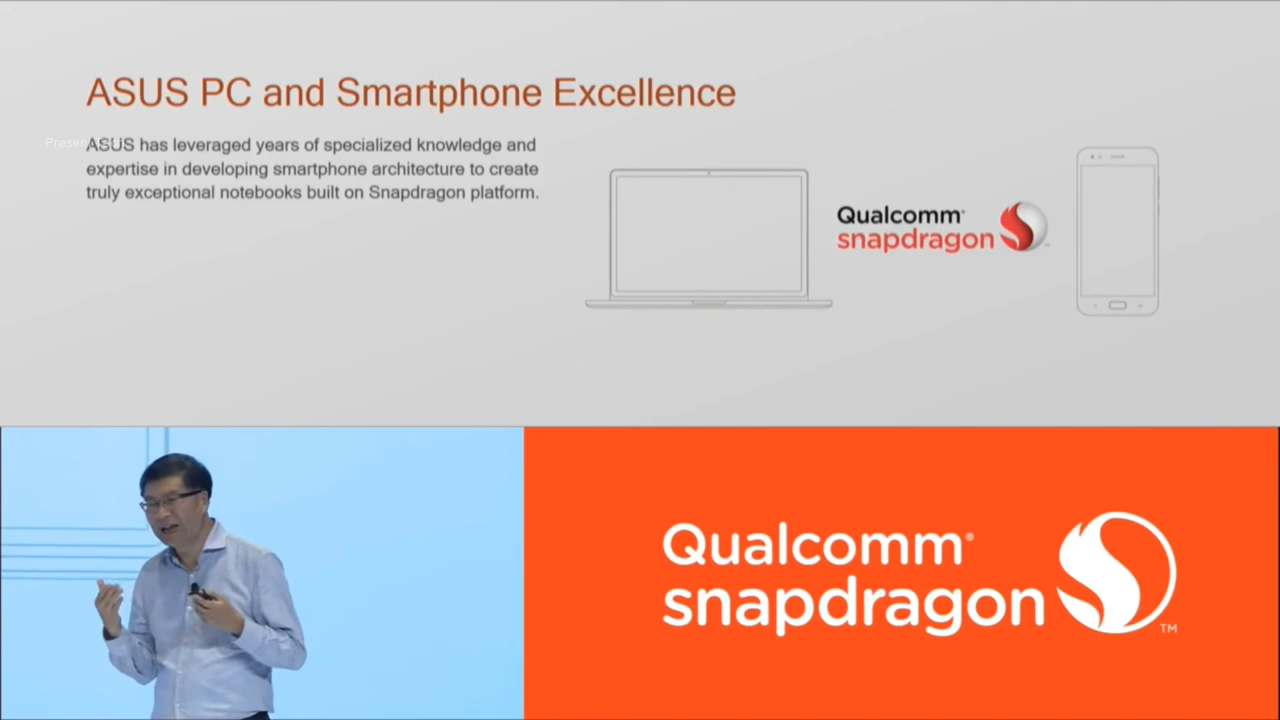 ASUS PC and Smartphone Excellence
ASUS has leveraged years of specialized knowledge and
expertise in developing smartphone architecture to create
truly exceptional notebooks built on Snapdragon platform.
Qualcomm®
snapdragon
Qualcomm®
snapdragon
TM